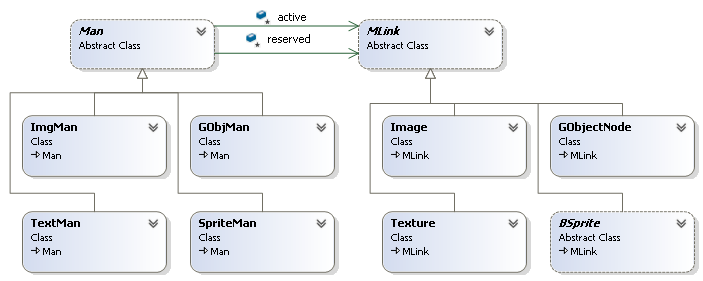 active
reserved
Man
Abstract Class
MLink
Abstract Class
ImgMan
Class
Man
GObjMan
Class
Man
Image
Class
MLink
GObjectNode
Class
MLink
TextMan
Class
Man
SpriteMan
Class
Man
Texture
Class
MLink
BSprite
Abstract Class
MLink